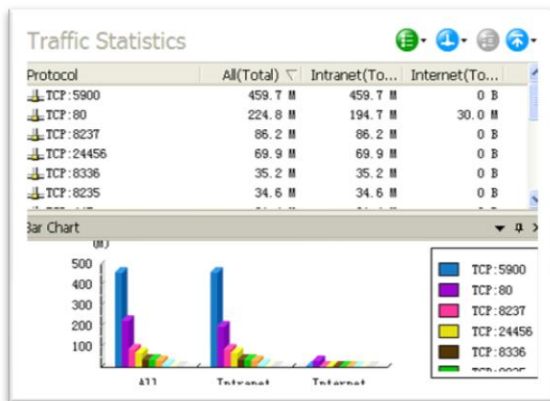 Traffic Statistics
Protocol All(Total) Intranet(To... Internet(To...
TCP:5900 459.7 M 459.7 M 0 B
TCP:80 224.8 M 194.7 M 30.0 M
TCP:8237 86.2 M 86.2 M 0 B
TCP:24456 69.9 M 69.9 M 0 B
TCP:8336 35.2 M 35.2 M 0 B
TCP:8235 34.6 M 34.6 M 0 B
Bar Chart
(M)
500
400
300
200
100
All Intranet Internet
TCP:5900
TCP:80
TCP:8237
TCP:24456
TCP:8336